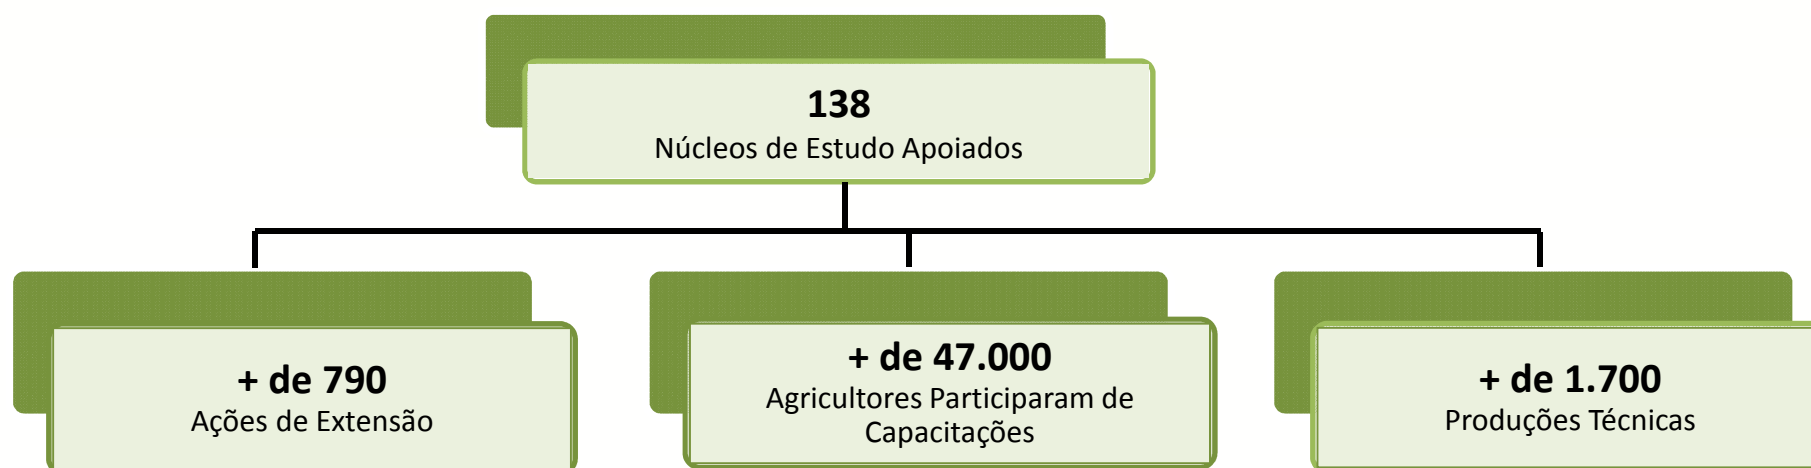 138
Núcleos de Estudo Apoiados
+ de 790
Ações de Extensão
+ de 47.000
Agricultores Participaram de
Capacitações
+ de 1.700
Produções Técnicas